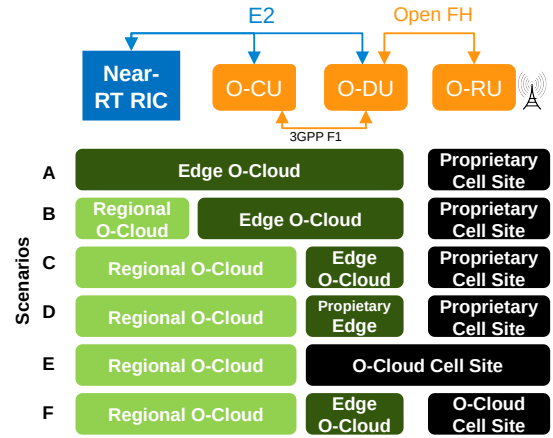 E2
Open FH
Near-
RT RIC
O-CU
O-DU
O-RU
3GPP F1
Scenarios
A
Edge O-Cloud
Proprietary
Cell Site
B
Regional
O-Cloud
Edge O-Cloud
Proprietary
Cell Site
C
Regional O-Cloud
Edge
O-Cloud
Proprietary
Cell Site
D
Regional O-Cloud
Propietary
Edge
Proprietary
Cell Site
E
Regional O-Cloud
O-Cloud Cell Site
F
Regional O-Cloud
Edge
O-Cloud
O-Cloud
Cell Site